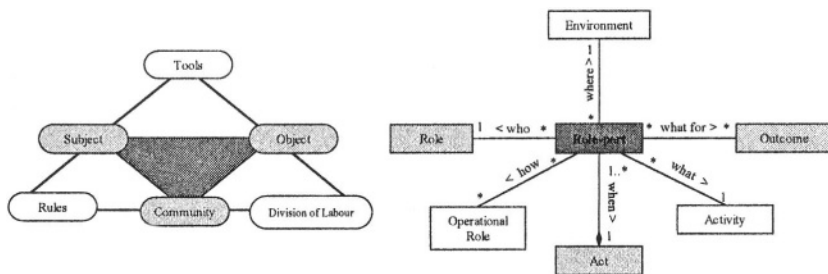 Tools
Subject
Object
Rules
Community
Division of Labour
Environment
1
where >
*
Role
1 < who *
Role-part
* what for > *
Outcome
* < how *
1..*
when >
1
* what > 1
Operational
Role
Activity
Act